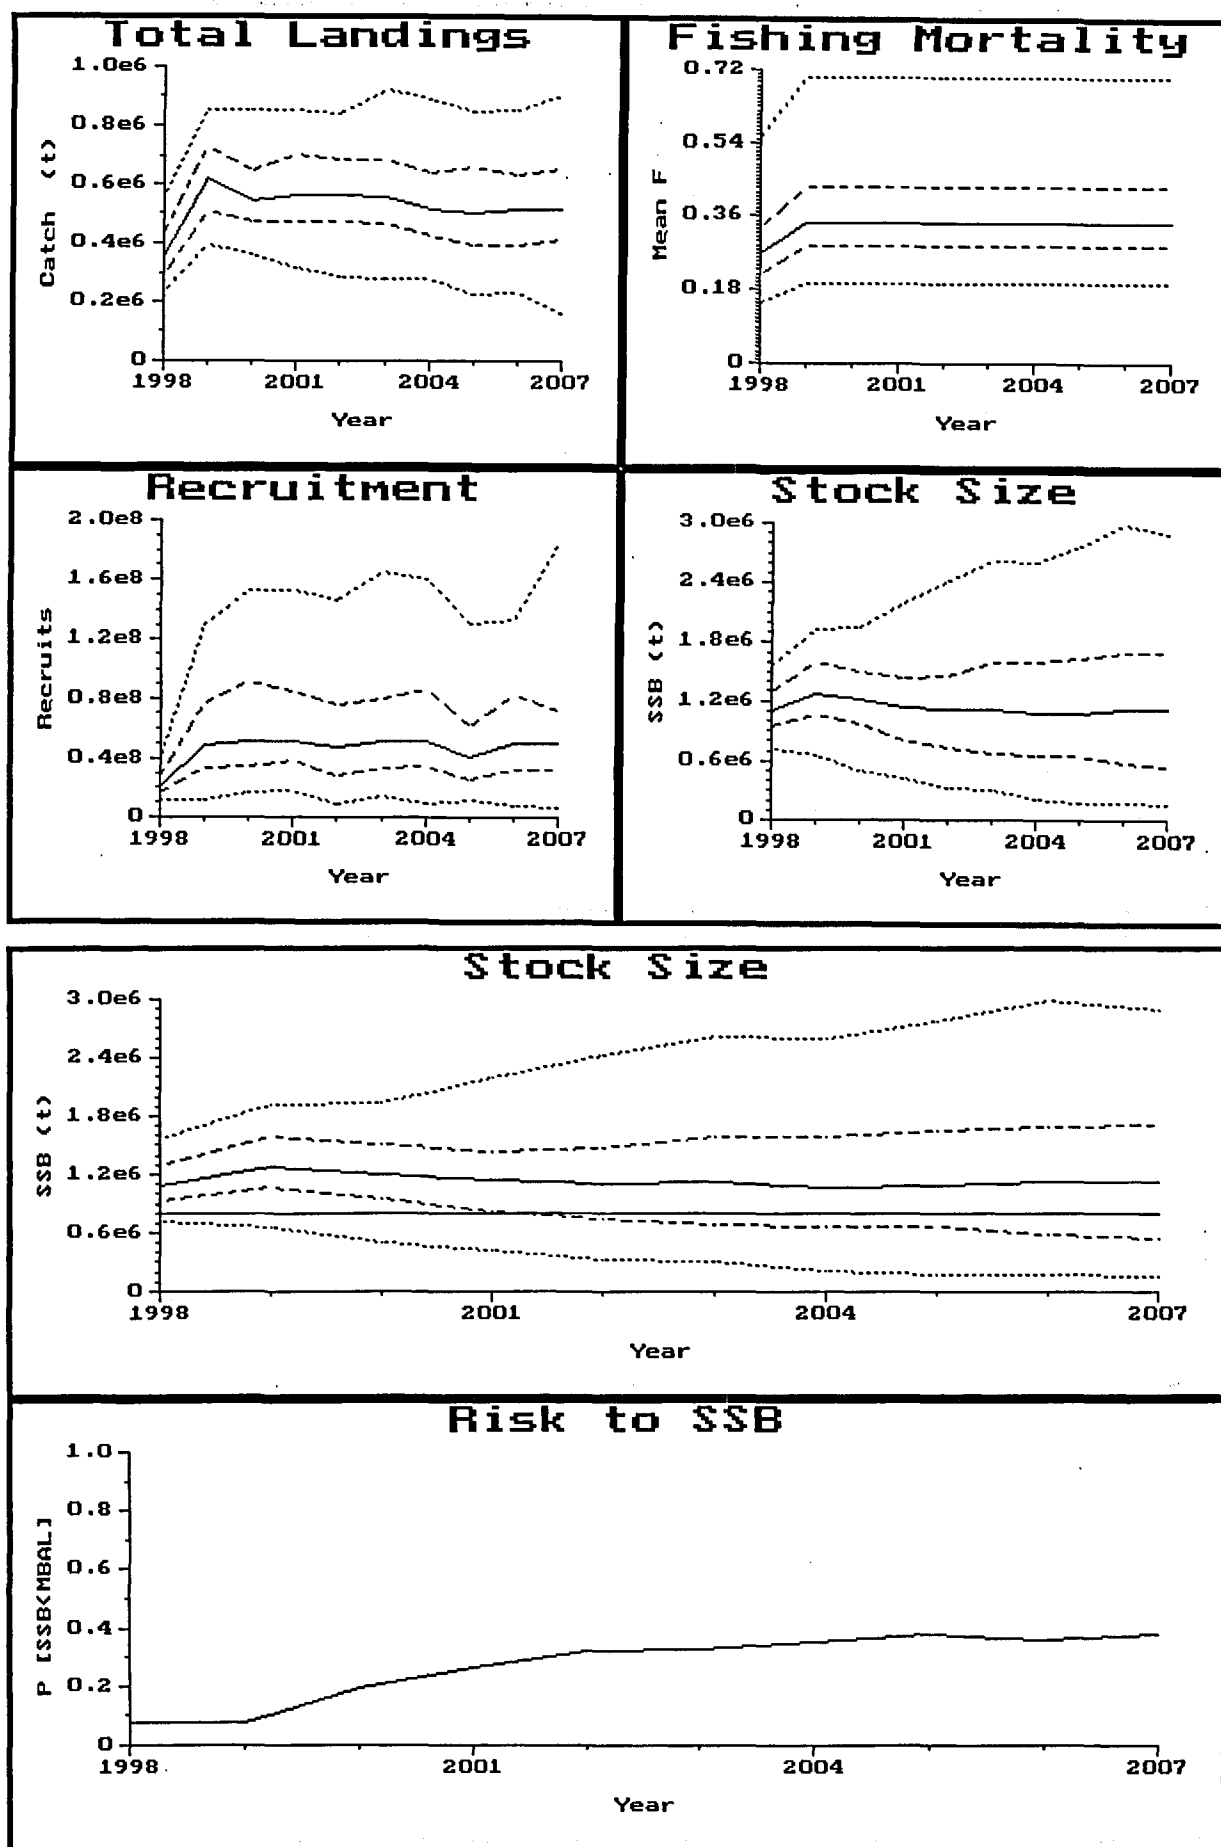 Total Landings
1.0e6
0.8e6
0.6e6
0.4e6
0.2e6
0
Catch (t)
1998 2001 2004 2007
Year
Fishing Mortality
0.72
0.54
0.36
0.18
0
Mean F
1998 2001 2004 2007
Year
Recruitment
2.0e8
1.6e8
1.2e8
0.8e8
0.4e8
0
Recruits
1998 2001 2004 2007
Year
Stock Size
3.0e6
2.4e6
1.8e6
1.2e6
0.6e6
0
SSB (t)
1998 2001 2004 2007
Year
Stock Size
3.0e6
2.4e6
1.8e6
1.2e6
0.6e6
0
SSB (t)
1998 2001 2004 2007
Year
Risk to SSB
1.0
0.8
0.6
0.4
0.2
0
P [SSB<MBAL]
1998 2001 2004 2007
Year